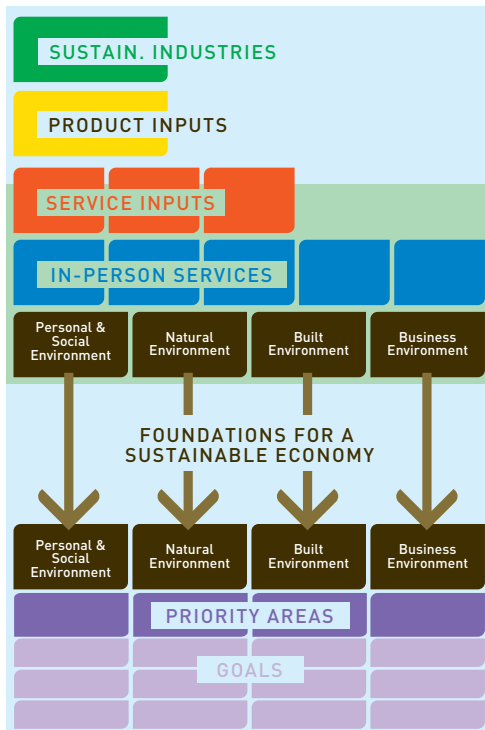 SUSTAIN. INDUSTRIES
PRODUCT INPUTS
SERVICE INPUTS
IN-PERSON SERVICES
Personal &
Social
Environment
Natural
Environment
Built
Environment
Business
Environment
FOUNDATIONS FOR A
SUSTAINABLE ECONOMY
Personal &
Social
Environment
Natural
Environment
Built
Environment
Business
Environment
PRIORITY AREAS
GOALS